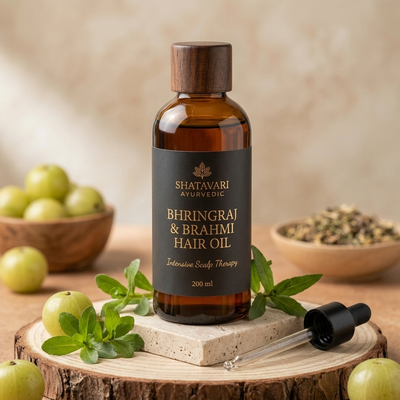 SHATAVARI
AYURVEDIC
BHRINGRAJ
& BRAHMI
HAIR OIL
Intensive Scalp Therapy
200 ml